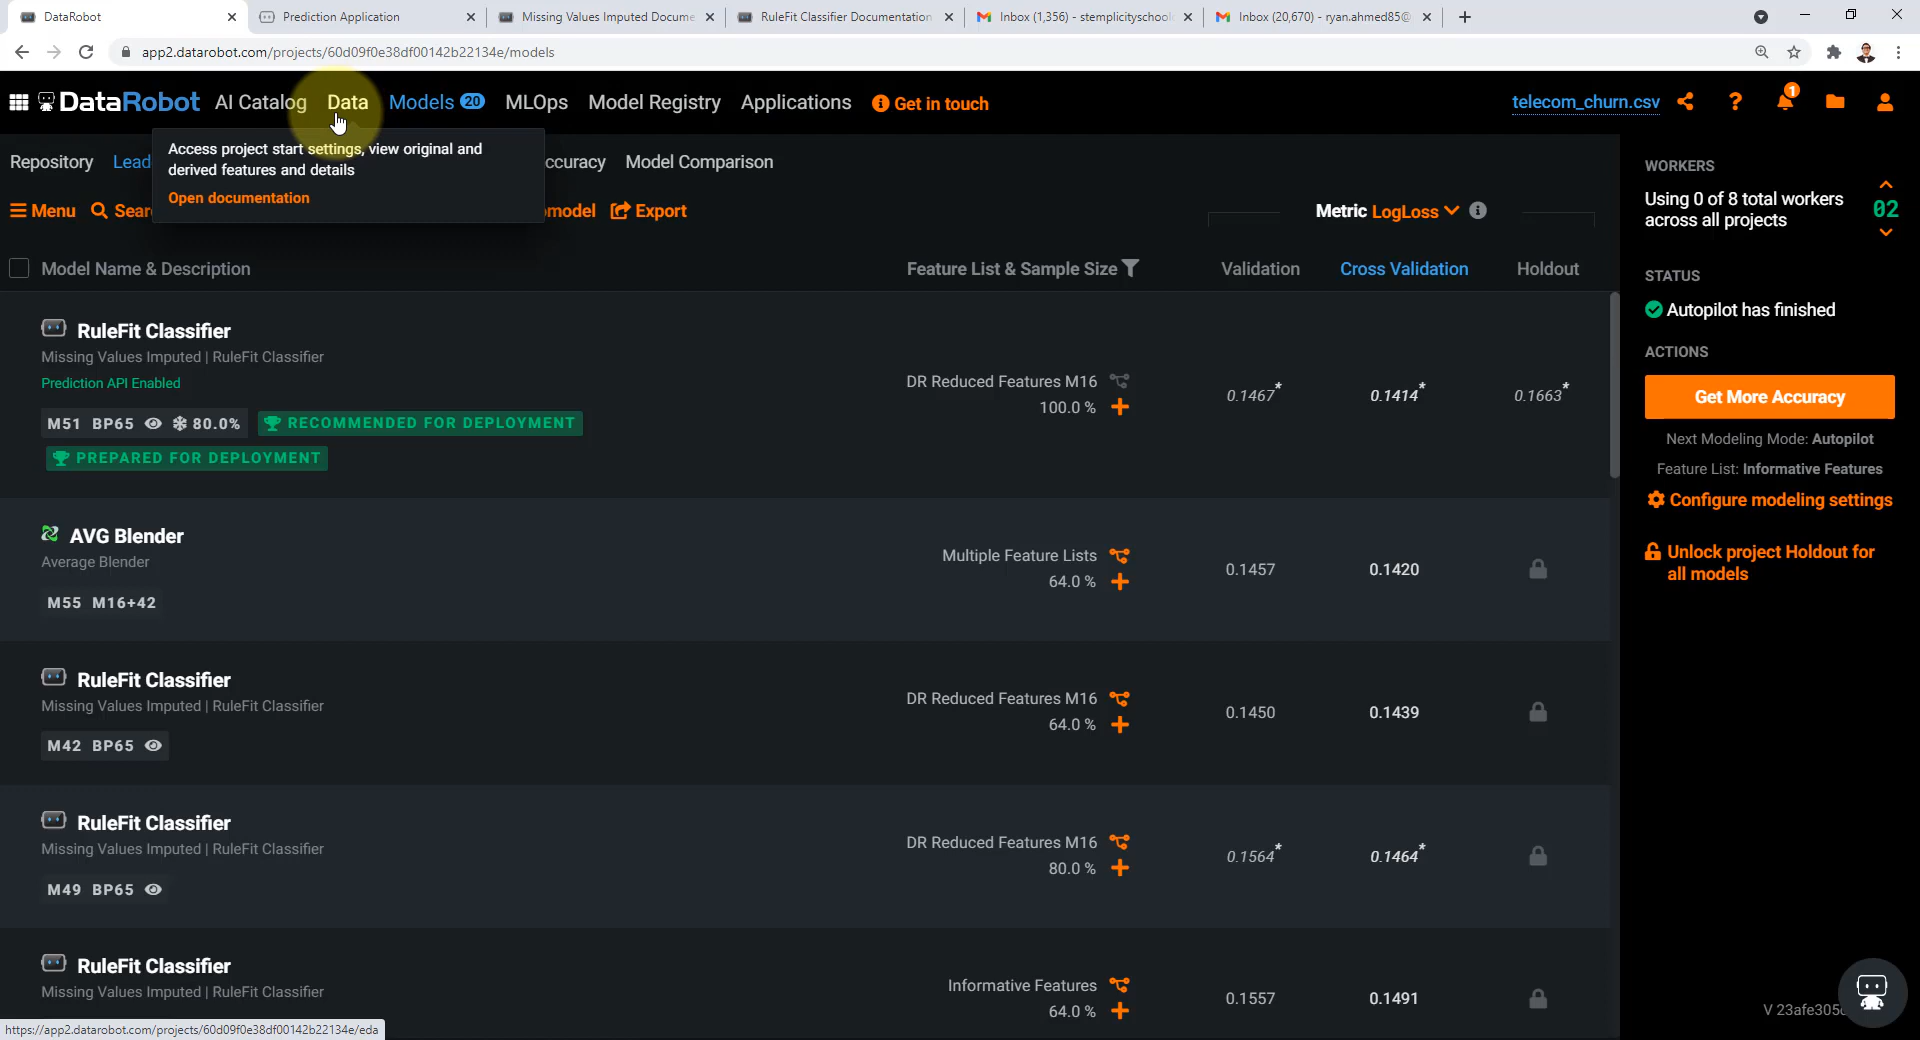 DataRobot
Prediction Application
Missing Values Imputed Docume
RuleFit Classifier Documentation
Inbox (1,356) - stemplicityschool
Inbox (20,670) - ryan.ahmed85@
app2.datarobot.com/projects/60d09f0e38df00142b22134e/models
DataRobot AI Catalog Data Models 20 MLOps Model Registry Applications Get in touch
telecom_churn.csv
1
Access project start settings, view original and
derived features and details
Open documentation
Repository Lead ccuracy Model Comparison
Menu Sear omodel Export
Metric LogLoss
Model Name & Description Feature List & Sample Size Validation Cross Validation Holdout
RuleFit Classifier
Missing Values Imputed | RuleFit Classifier
Prediction API Enabled
M51 BP65 80.0% RECOMMENDED FOR DEPLOYMENT
PREPARED FOR DEPLOYMENT
DR Reduced Features M16
100.0 %
0.1467* 0.1414* 0.1663*
AVG Blender
Average Blender
M55 M16+42
Multiple Feature Lists
64.0 %
0.1457 0.1420
RuleFit Classifier
Missing Values Imputed | RuleFit Classifier
M42 BP65
DR Reduced Features M16
64.0 %
0.1450 0.1439
RuleFit Classifier
Missing Values Imputed | RuleFit Classifier
M49 BP65
DR Reduced Features M16
80.0 %
0.1564* 0.1464*
RuleFit Classifier
Missing Values Imputed | RuleFit Classifier
Informative Features
64.0 %
0.1557 0.1491
WORKERS
Using 0 of 8 total workers
across all projects
02
STATUS
Autopilot has finished
ACTIONS
Get More Accuracy
Next Modeling Mode: Autopilot
Feature List: Informative Features
Configure modeling settings
Unlock project Holdout for
all models
V 23afe305
https://app2.datarobot.com/projects/60d09f0e38df00142b22134e/eda